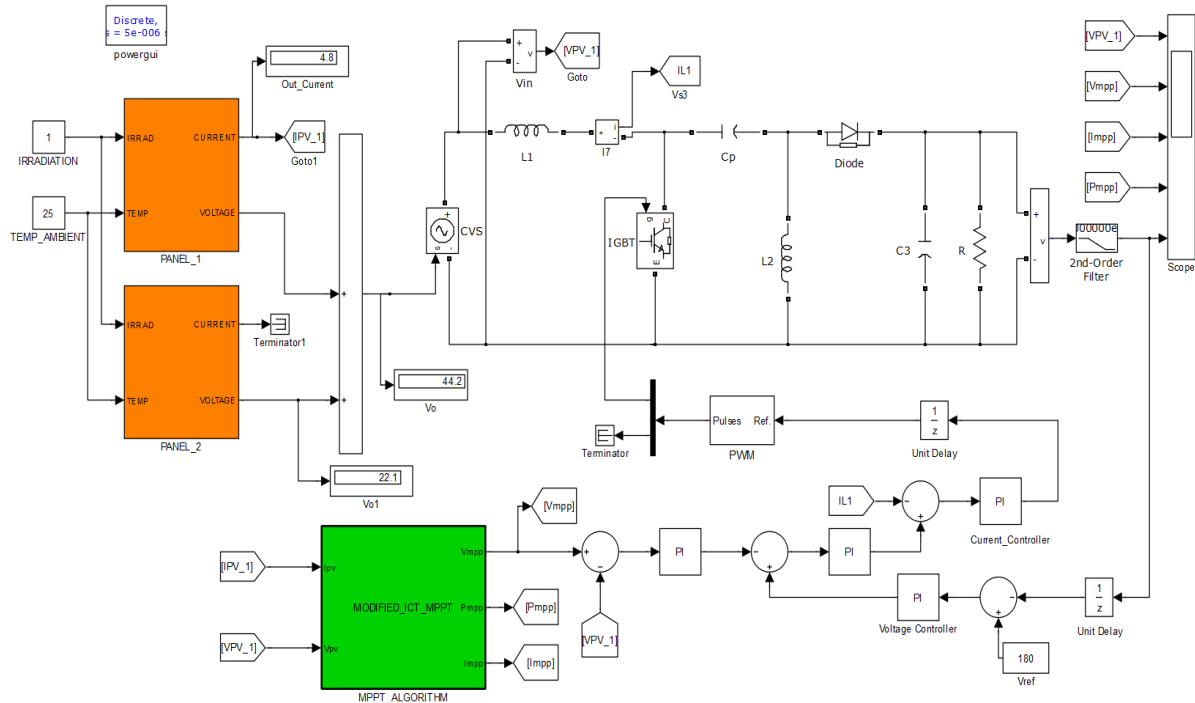 Discrete,
s = 5e-006 s
powergui
4.8
Out_Current
IRRAD
CURRENT
TEMP
VOLTAGE
PANEL_1
1
IRRADIATION
25
TEMP_AMBIENT
[IPV_1]
Goto1
IRRAD
CURRENT
TEMP
VOLTAGE
PANEL_2
Terminator1
+
+
44.2
Vo
22.1
Vo1
+
-
v
Vin
[VPV_1]
Goto
IL1
Vs3
L1
+
i
-
I7
Cp
Diode
s
+
-
CVS
g
C
E
IGBT
L2
C3
R
+
-
v
00000e
2nd-Order
Filter
[VPV_1]
[Vmpp]
[Impp]
[Pmpp]
Scope
Terminator
Pulses
Ref.
PWM
1
z
Unit Delay
IL1
−
+
PI
Current_Controller
[IPV_1]
[VPV_1]
Ipv
Vpv
MODIFIED_ICT_MPPT
Vmpp
Pmpp
Impp
MPPT_ALGORITHM
[Vmpp]
[Pmpp]
[Impp]
+
−
[VPV_1]
PI
−
+
PI
PI
Voltage Controller
−
+
180
Vref
1
z
Unit Delay